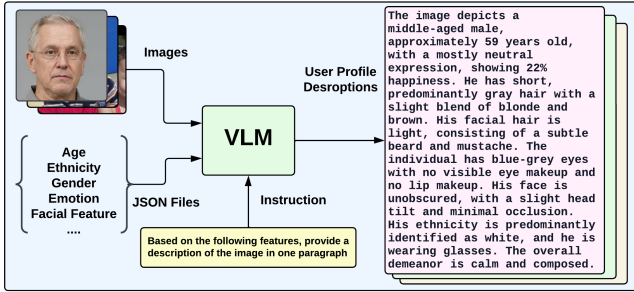 Images
Age
Ethnicity
Gender
Emotion
Facial Feature
....
JSON Files
VLM
Instruction
Based on the following features, provide a
description of the image in one paragraph
User Profile
Desroptions
The image depicts a
middle-aged male,
approximately 59 years old,
with a mostly neutral
expression, showing 22%
happiness. He has short,
predominantly gray hair with a
slight blend of blonde and
brown. His facial hair is
light, consisting of a subtle
beard and mustache. The
individual has blue-grey eyes
with no visible eye makeup and
no lip makeup. His face is
unobscured, with a slight head
tilt and minimal occlusion.
His ethnicity is predominantly
identified as white, and he is
wearing glasses. The overall
demeanor is calm and composed.